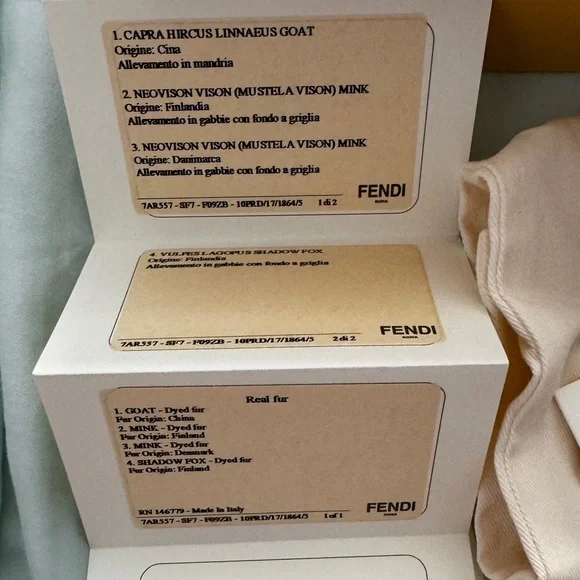 1. CAPRA HIRCUS LINNAEUS GOAT
Origine: Cina
Allevamento in mandria
2. NEOVISON VISON (MUSTELA VISON) MINK
Origine: Finlandia
Allevamento in gabbie con fondo a griglia
3. NEOVISON VISON (MUSTELA VISON) MINK
Origine: Danimarca
Allevamento in gabbie con fondo a griglia
7AR557 - SF7 - F09ZB - 10PRD/17/1864/5 1 di 2
FENDI
ROMA
4. VULPES LAGOPUS SHADOW FOX
Origine: Finlandia
Allevamento in gabbie con fondo a griglia
7AR557 - SF7 - F09ZB - 10PRD/17/1864/5 2 di 2
FENDI
ROMA
Real fur
1. GOAT - Dyed fur
Fur Origin: China
2. MINK - Dyed fur
Fur Origin: Finland
3. MINK - Dyed fur
Fur Origin: Denmark
4. SHADOW FOX - Dyed fur
Fur Origin: Finland
RN 146779 - Made In Italy
7AR557 - SF7 - F09ZB - 10PRD/17/1864/5 1 of 1
FENDI
ROMA